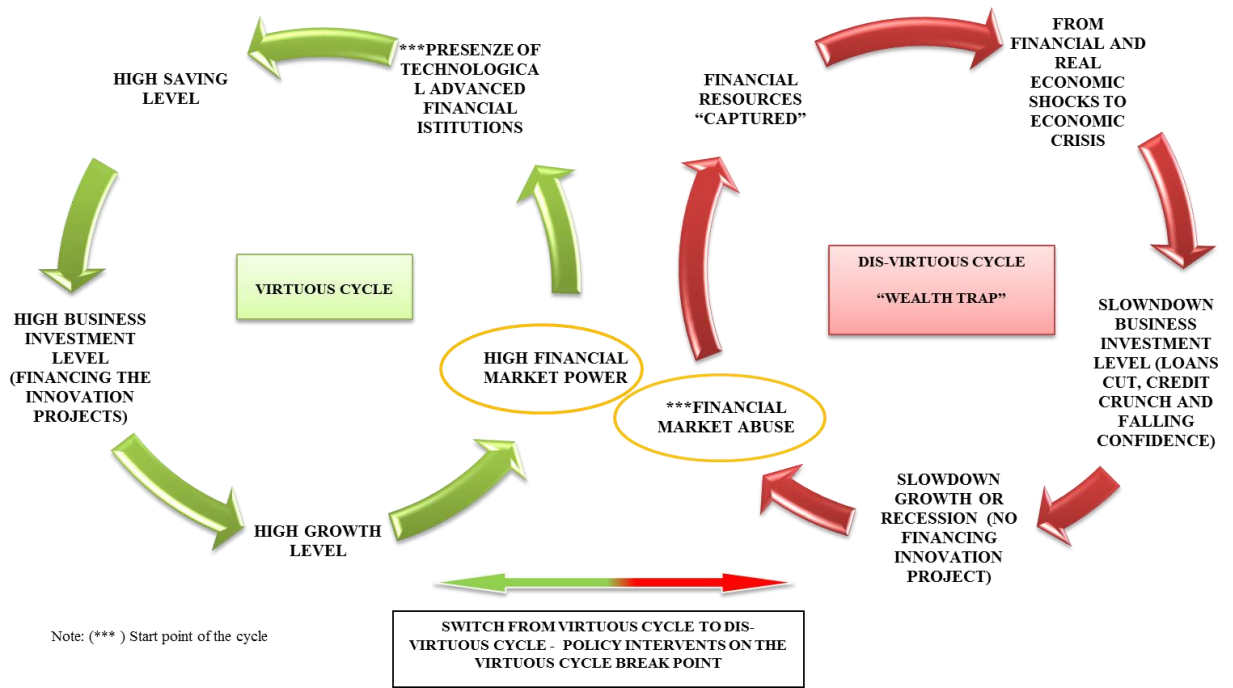 ***PRESENZE OF
TECHNOLOGICA
L ADVANCED
FINANCIAL
ISTITUTIONS
HIGH SAVING
LEVEL
HIGH BUSINESS
INVESTMENT
LEVEL
(FINANCING THE
INNOVATION
PROJECTS)
HIGH GROWTH
LEVEL
HIGH FINANCIAL
MARKET POWER
VIRTUOUS CYCLE
***FINANCIAL
MARKET ABUSE
FINANCIAL
RESOURCES
“CAPTURED”
FROM
FINANCIAL AND
REAL
ECONOMIC
SHOCKS TO
ECONOMIC
CRISIS
SLOWNDOWN
BUSINESS
INVESTMENT
LEVEL (LOANS
CUT, CREDIT
CRUNCH AND
FALLING
CONFIDENCE)
SLOWDOWN
GROWTH OR
RECESSION (NO
FINANCING
INNOVATION
PROJECT)
DIS-VIRTUOUS CYCLE
“WEALTH TRAP”
SWITCH FROM VIRTUOUS CYCLE TO DIS-
VIRTUOUS CYCLE - POLICY INTERVENTS ON THE
VIRTUOUS CYCLE BREAK POINT
Note: (*** ) Start point of the cycle